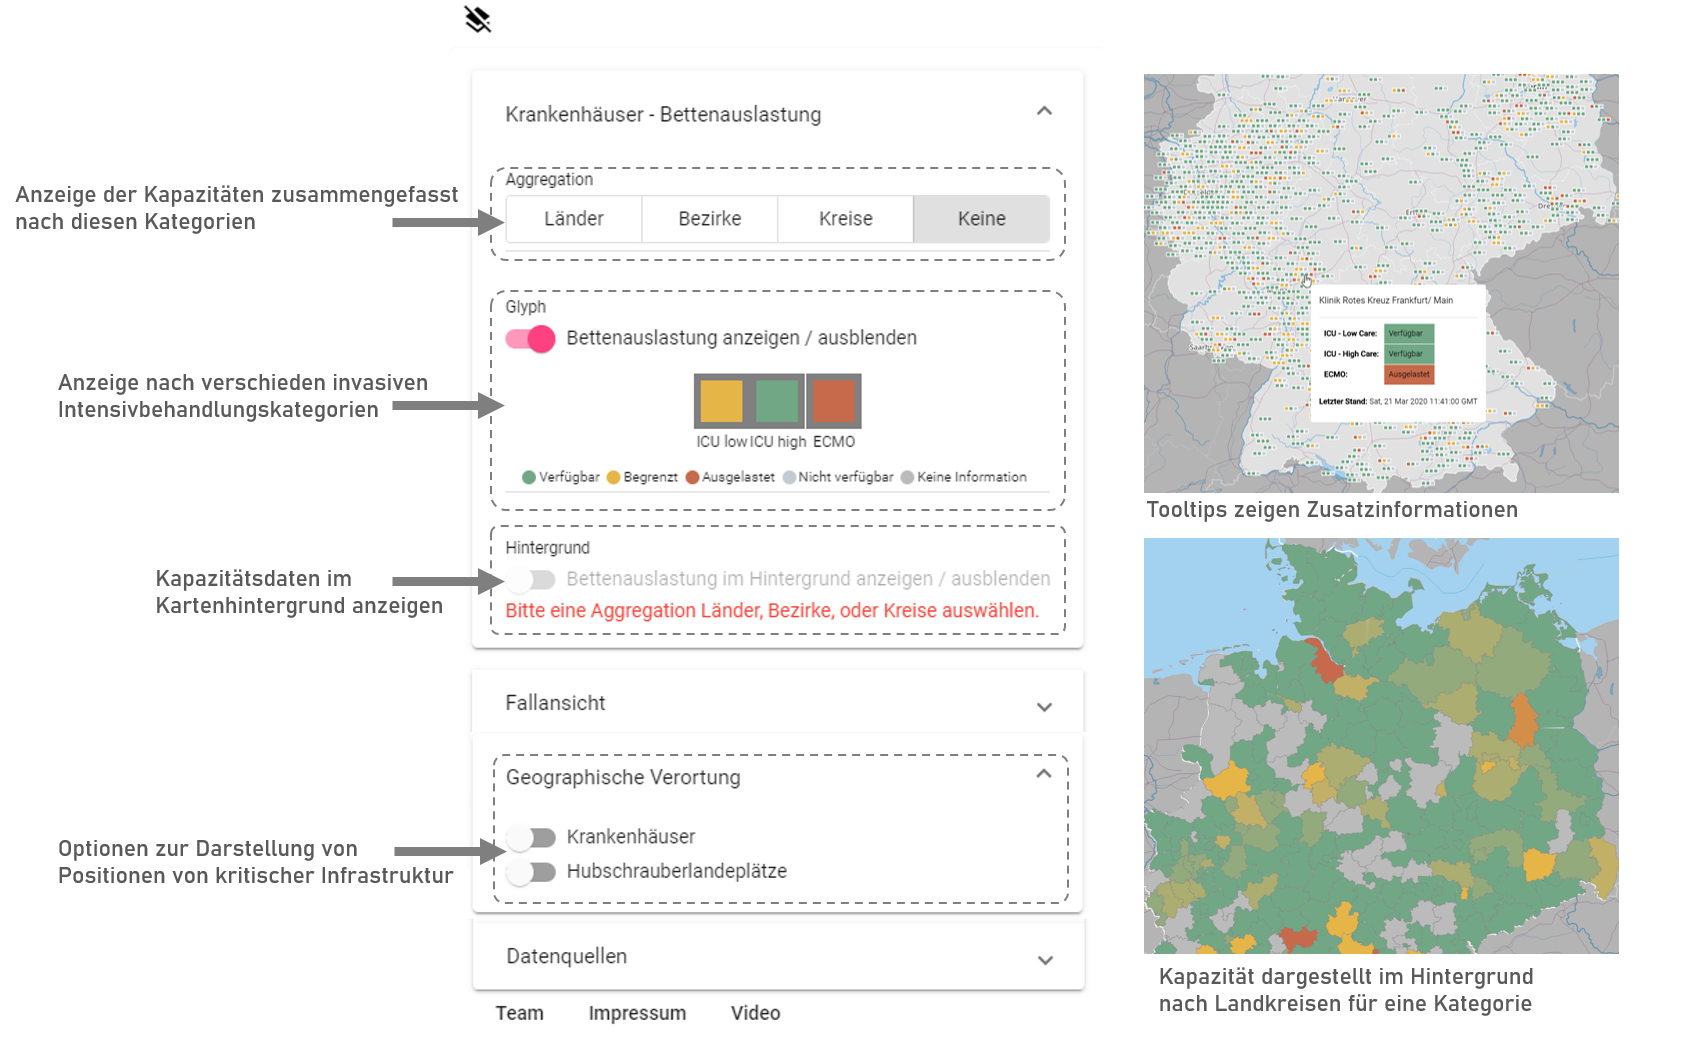 Krankenhäuser - Bettenauslastung
Anzeige der Kapazitäten zusammengefasst
nach diesen Kategorien
Aggregation
Länder
Bezirke
Kreise
Keine
Anzeige nach verschieden invasiven
Intensivbehandlungskategorien
Glyph
Bettenauslastung anzeigen / ausblenden
ICU low ICU high ECMO
Verfügbar Begrenzt Ausgelastet Nicht verfügbar Keine Information
Kapazitätsdaten im
Kartenhintergrund anzeigen
Hintergrund
Bettenauslastung im Hintergrund anzeigen / ausblenden
Bitte eine Aggregation Länder, Bezirke, oder Kreise auswählen.
Fallansicht
Optionen zur Darstellung von
Positionen von kritischer Infrastruktur
Geographische Verortung
Krankenhäuser
Hubschrauberlandeplätze
Datenquellen
Team Impressum Video
Klinik Rotes Kreuz Frankfurt/ Main
ICU - Low Care: Verfügbar
ICU - High Care: Verfügbar
ECMO: Ausgelastet
Letzter Stand: Sat, 21 Mar 2020 11:41:00 GMT
Tooltips zeigen Zusatzinformationen
Kapazität dargestellt im Hintergrund
nach Landkreisen für eine Kategorie